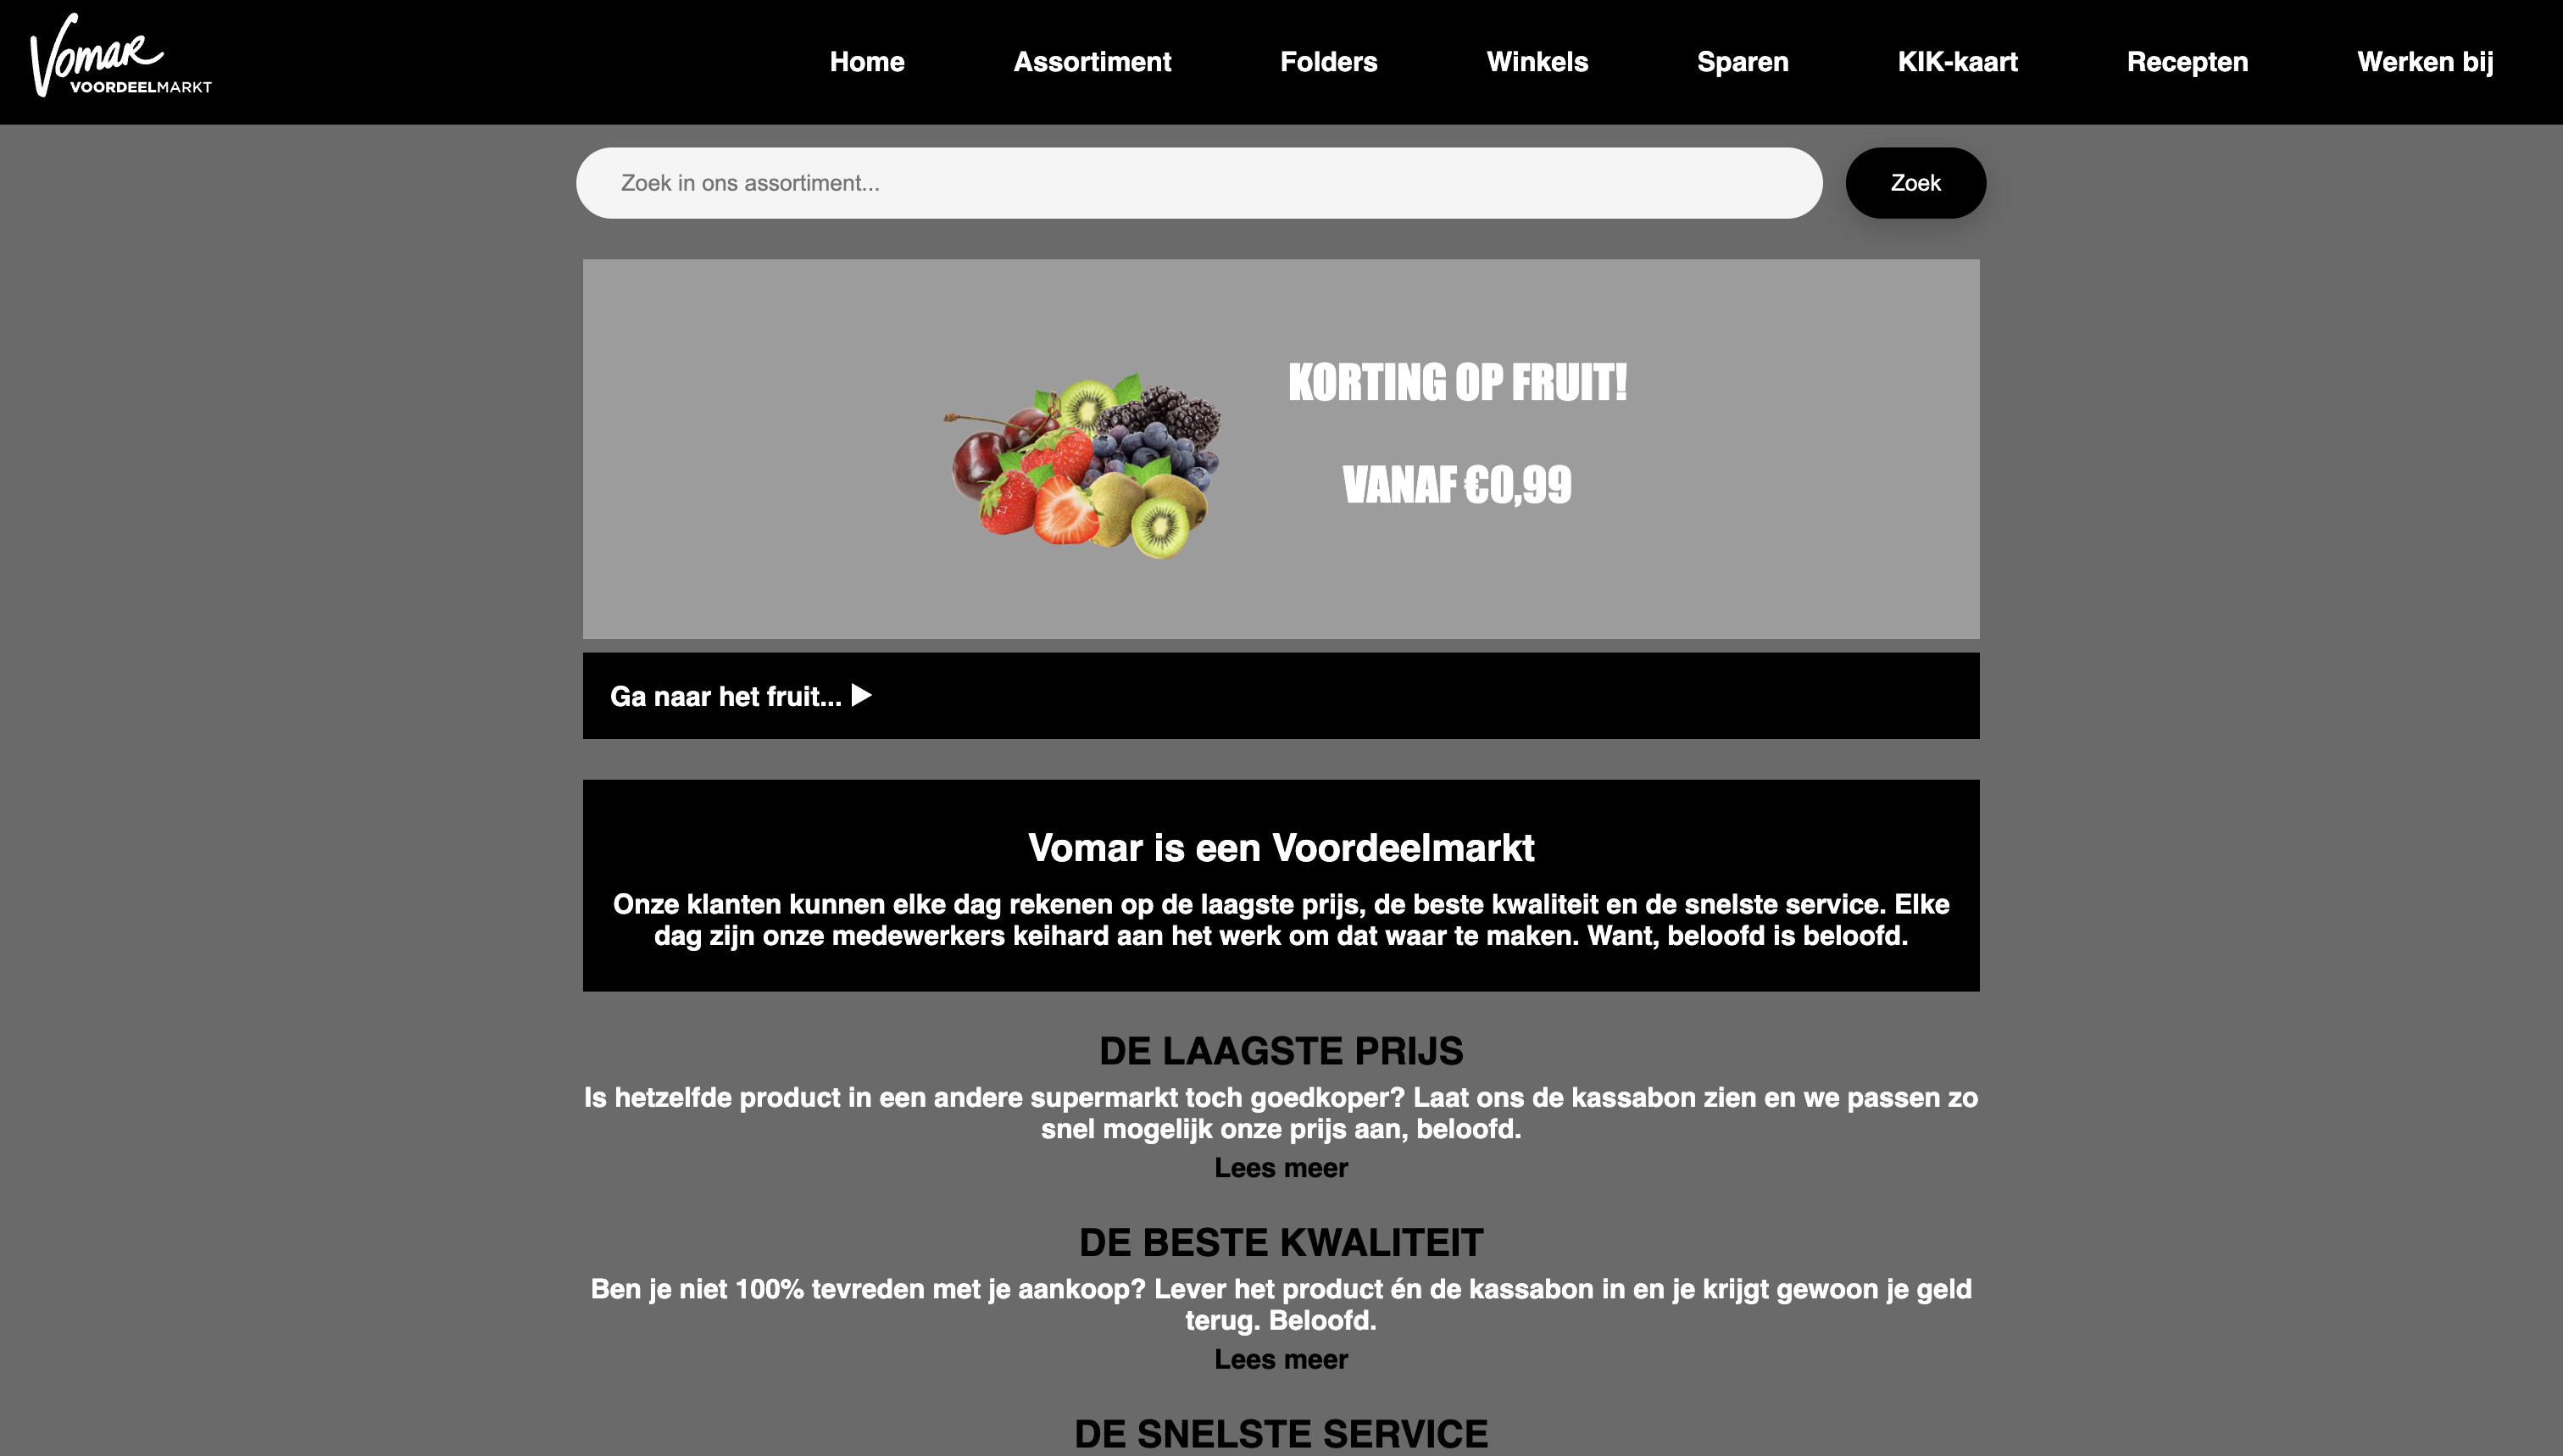 Vomar
VOORDEELMARKT
Home Assortiment Folders Winkels Sparen KIK-kaart Recepten Werken bij
Zoek in ons assortiment... Zoek
KORTING OP FRUIT!
VANAF €0,99
Ga naar het fruit...
Vomar is een Voordeelmarkt
Onze klanten kunnen elke dag rekenen op de laagste prijs, de beste kwaliteit en de snelste service. Elke
dag zijn onze medewerkers keihard aan het werk om dat waar te maken. Want, beloofd is beloofd.
DE LAAGSTE PRIJS
Is hetzelfde product in een andere supermarkt toch goedkoper? Laat ons de kassabon zien en we passen zo
snel mogelijk onze prijs aan, beloofd.
Lees meer
DE BESTE KWALITEIT
Ben je niet 100% tevreden met je aankoop? Lever het product én de kassabon in en je krijgt gewoon je geld
terug. Beloofd.
Lees meer
DE SNELSTE SERVICE